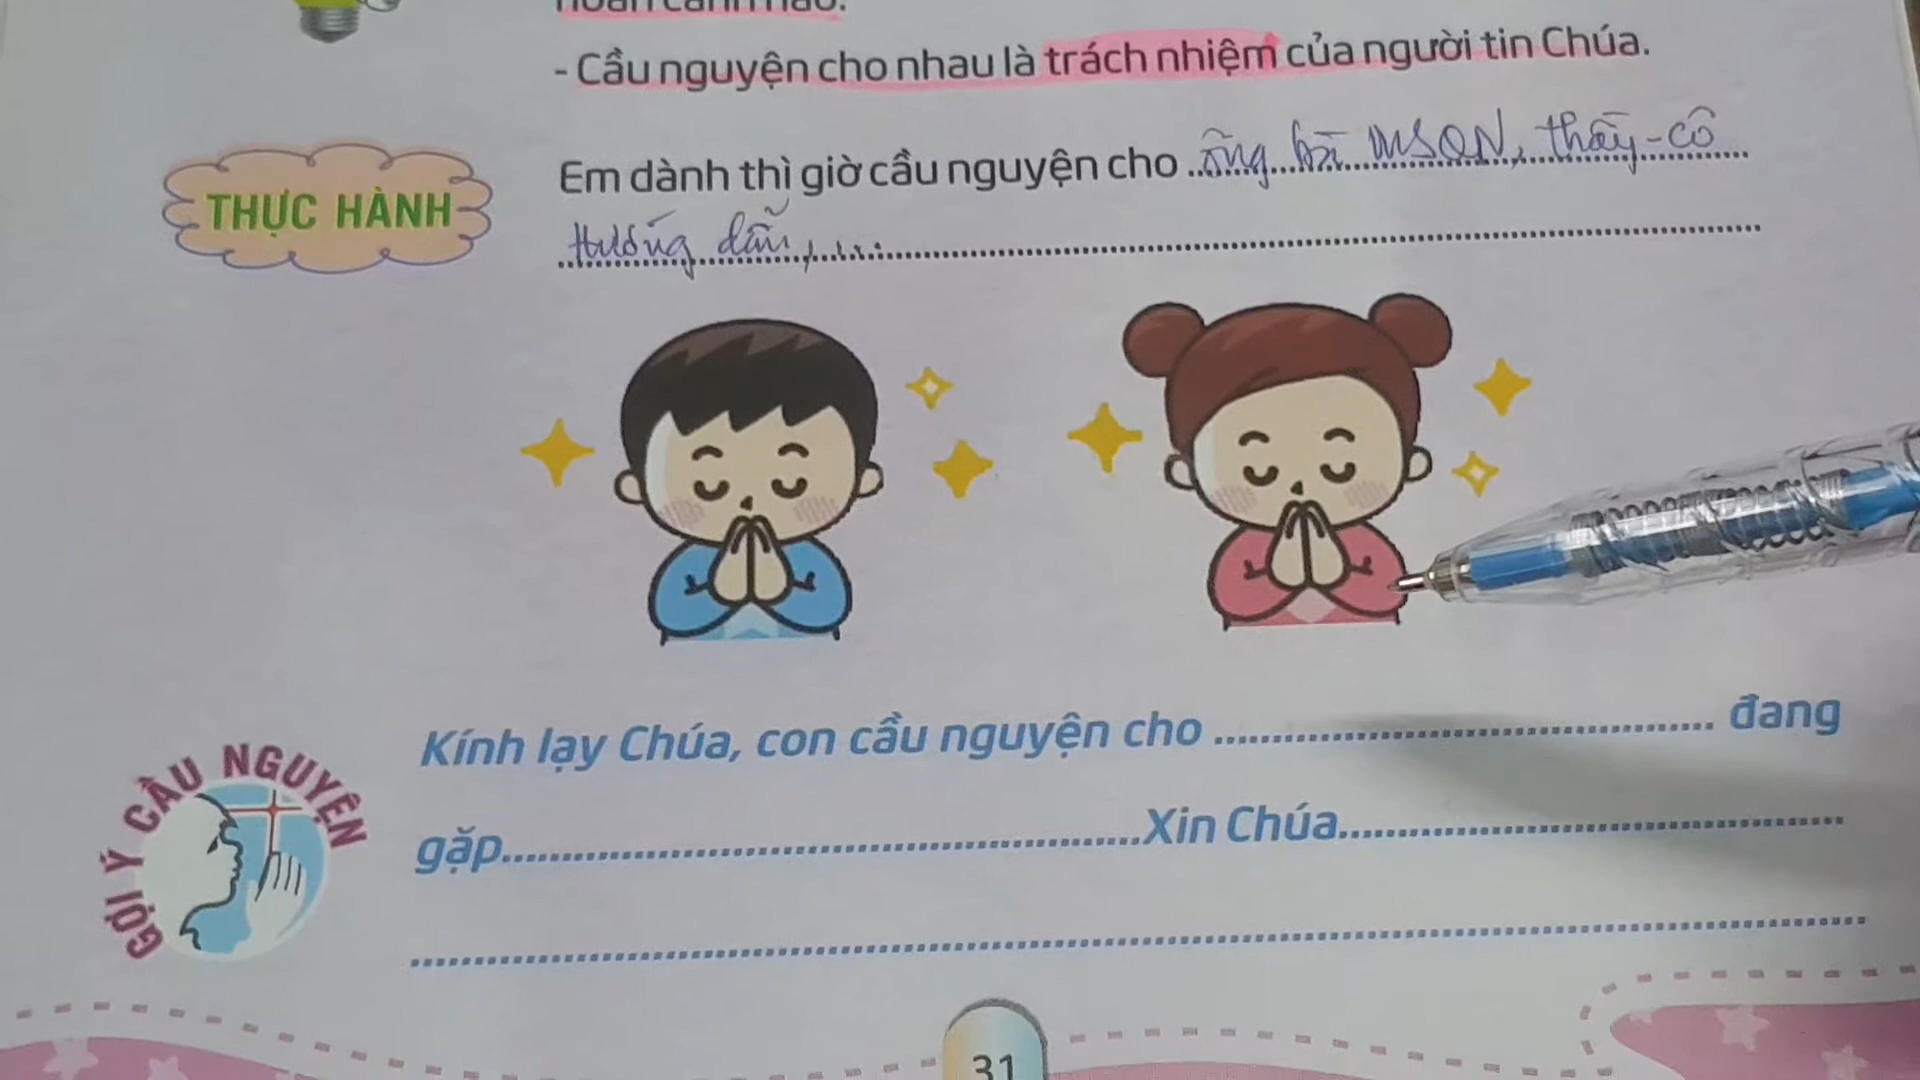 - Cầu nguyện cho nhau là trách nhiệm của người tin Chúa.
THỰC HÀNH
Em dành thì giờ cầu nguyện cho ông bà MSQN, thầy-cô
hướng dẫn, ...
Kính lạy Chúa, con cầu nguyện cho .......... đang
gặp..........Xin Chúa..........
GỢI Ý CẦU NGUYỆN
31